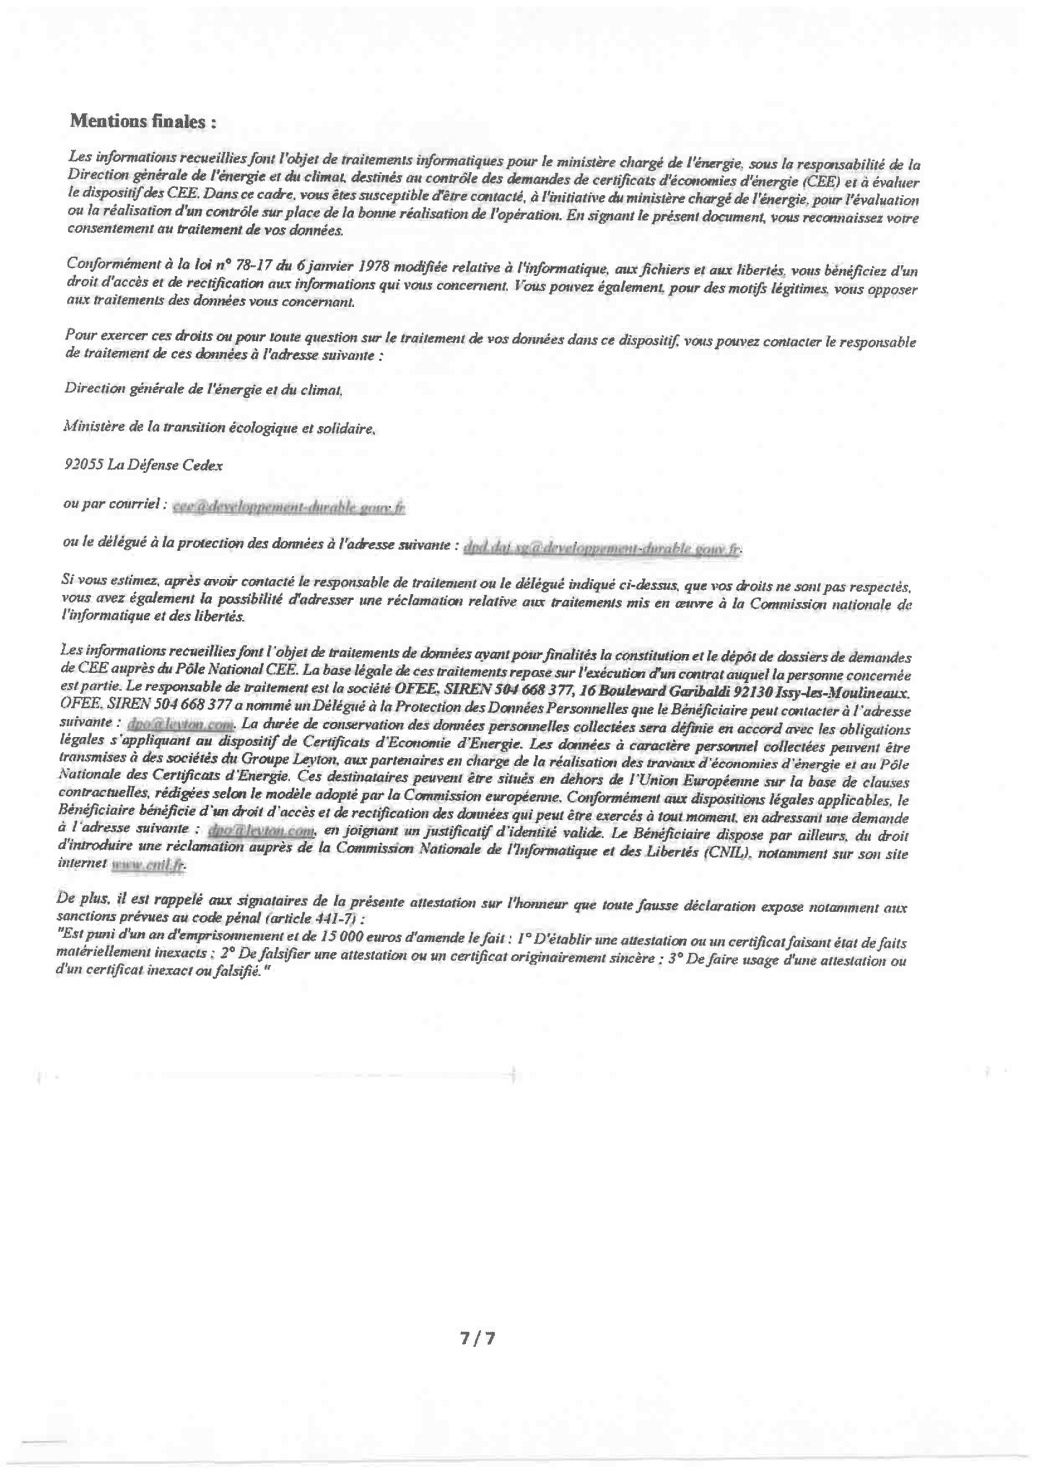 Mentions finales :
Les informations recueillies font l'objet de traitements informatiques pour le ministère chargé de l'énergie, sous la responsabilité de la
Direction générale de l'énergie et du climat, destinés au contrôle des demandes de certificats d'économies d'énergie (CEE) et à évaluer
le dispositif des CEE. Dans ce cadre, vous êtes susceptible d'être contacté, à l'initiative du ministère chargé de l'énergie, pour l'évaluation
ou la réalisation d'un contrôle sur place de la bonne réalisation de l'opération. En signant le présent document, vous reconnaissez votre
consentement au traitement de vos données.
Conformément à la loi n° 78-17 du 6 janvier 1978 modifiée relative à l'informatique, aux fichiers et aux libertés, vous bénéficiez d'un
droit d'accès et de rectification aux informations qui vous concernent. Vous pouvez également, pour des motifs légitimes, vous opposer
aux traitements des données vous concernant.
Pour exercer ces droits ou pour toute question sur le traitement de vos données dans ce dispositif, vous pouvez contacter le responsable
de traitement de ces données à l'adresse suivante :
Direction générale de l'énergie et du climat,
Ministère de la transition écologique et solidaire,
92055 La Défense Cedex
ou par courriel : cee@developpement-durable.gouv.fr
ou le délégué à la protection des données à l'adresse suivante : dpd.daj.sg@developpement-durable.gouv.fr.
Si vous estimez, après avoir contacté le responsable de traitement ou le délégué indiqué ci-dessus, que vos droits ne sont pas respectés,
vous avez également la possibilité d'adresser une réclamation relative aux traitements mis en œuvre à la Commission nationale de
l'informatique et des libertés.
Les informations recueillies font l'objet de traitements de données ayant pour finalités la constitution et le dépôt de dossiers de demandes
de CEE auprès du Pôle National CEE. La base légale de ces traitements repose sur l'exécution d'un contrat auquel la personne concernée
est partie. Le responsable de traitement est la société OFEE, SIREN 504 668 377, 16 Boulevard Garibaldi 92130 Issy-les-Moulineaux.
OFEE, SIREN 504 668 377 a nommé un Délégué à la Protection des Données Personnelles que le Bénéficiaire peut contacter à l'adresse
suivante : dpo@leyton.com. La durée de conservation des données personnelles collectées sera définie en accord avec les obligations
légales s'appliquant au dispositif de Certificats d'Economie d'Energie. Les données à caractère personnel collectées peuvent être
transmises à des sociétés du Groupe Leyton, aux partenaires en charge de la réalisation des travaux d'économies d'énergie et au Pôle
Nationale des Certificats d'Energie. Ces destinataires peuvent être situés en dehors de l'Union Européenne sur la base de clauses
contractuelles, rédigées selon le modèle adopté par la Commission européenne. Conformément aux dispositions légales applicables, le
Bénéficiaire bénéficie d'un droit d'accès et de rectification des données qui peut être exercés à tout moment, en adressant une demande
à l'adresse suivante : dpo@leyton.com, en joignant un justificatif d'identité valide. Le Bénéficiaire dispose par ailleurs, du droit
d'introduire une réclamation auprès de la Commission Nationale de l'Informatique et des Libertés (CNIL), notamment sur son site
internet www.cnil.fr.
De plus, il est rappelé aux signataires de la présente attestation sur l'honneur que toute fausse déclaration expose notamment aux
sanctions prévues au code pénal (article 441-7) :
"Est puni d'un an d'emprisonnement et de 15 000 euros d'amende le fait : 1° D'établir une attestation ou un certificat faisant état de faits
matériellement inexacts ; 2° De falsifier une attestation ou un certificat originairement sincère ; 3° De faire usage d'une attestation ou
d'un certificat inexact ou falsifié."
7 / 7